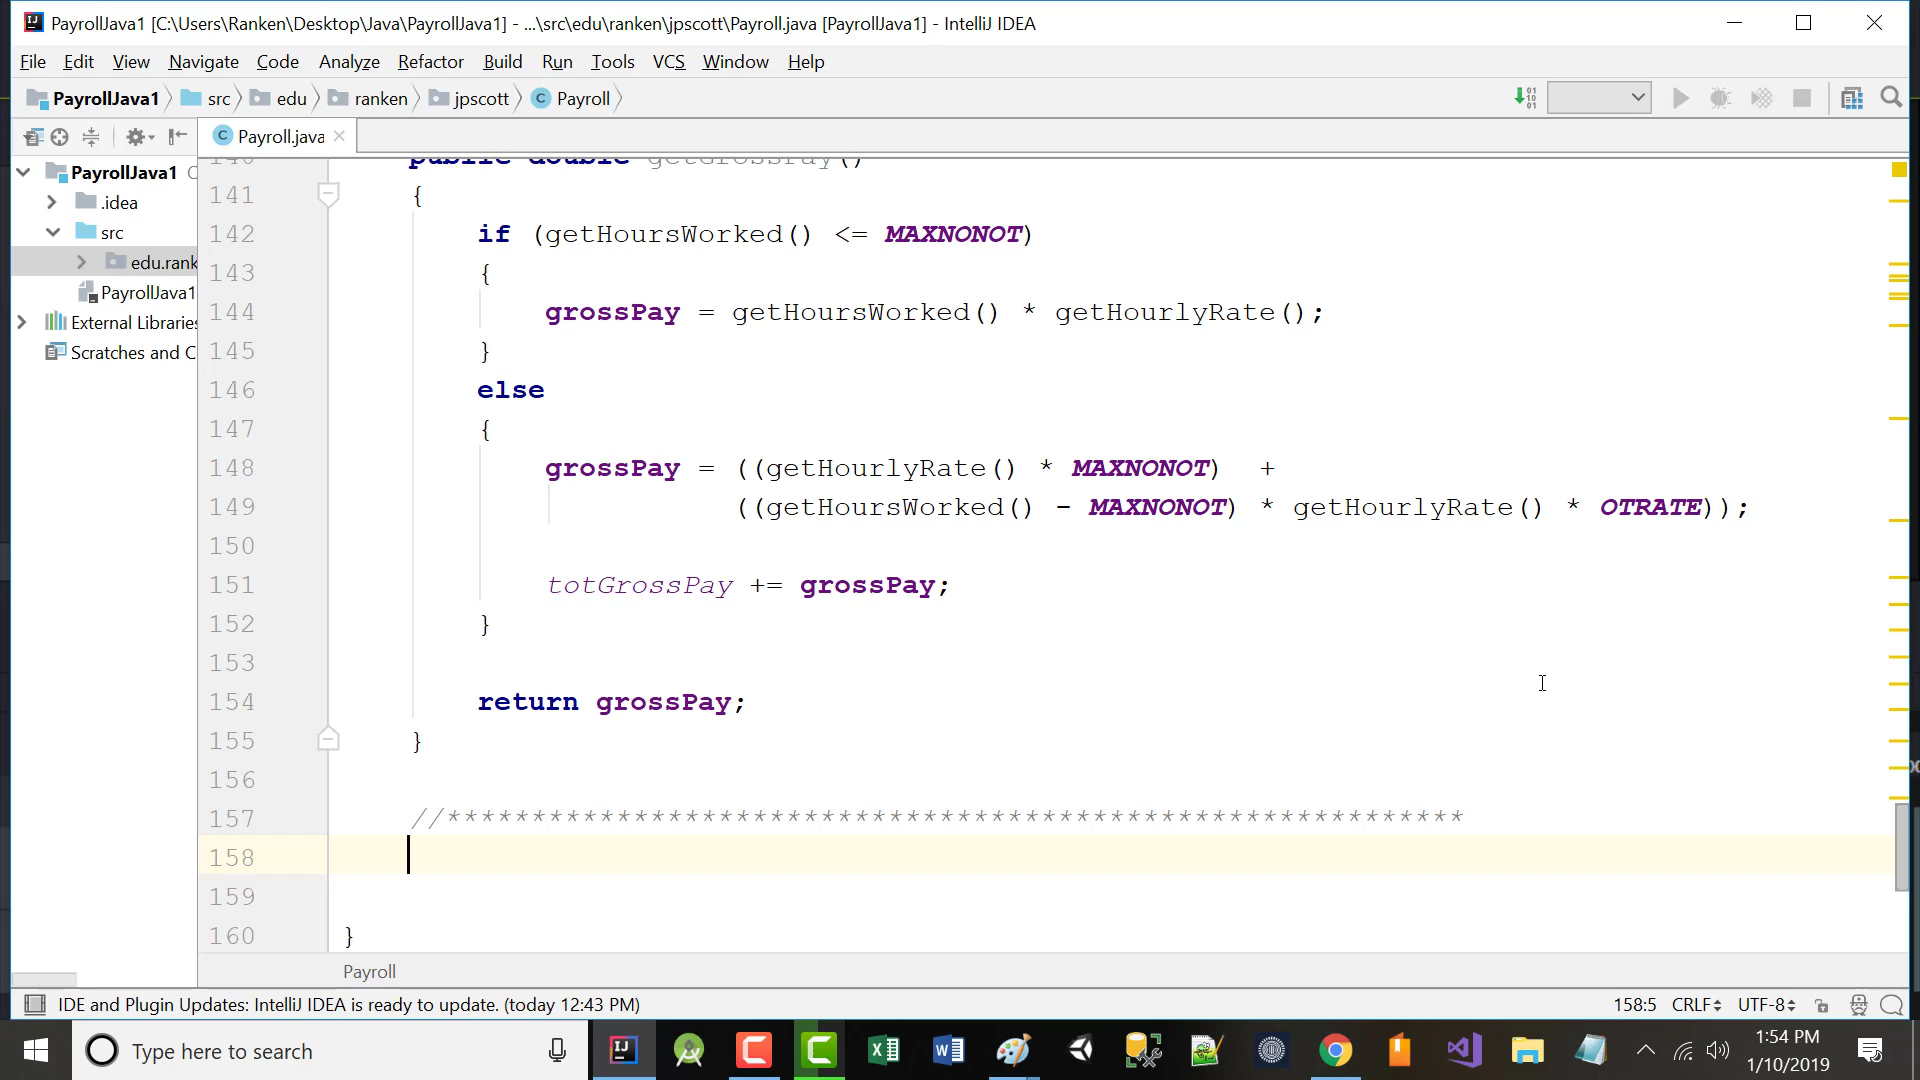 PayrollJava1 [C:\Users\Ranken\Desktop\Java\PayrollJava1] - ...\src\edu\ranken\jpscott\Payroll.java [PayrollJava1] - IntelliJ IDEA
File Edit View Navigate Code Analyze Refactor Build Run Tools VCS Window Help
PayrollJava1 src edu ranken jpscott Payroll
Payroll.java
PayrollJava1
.idea
src
edu.rank
PayrollJava1
External Libraries
Scratches and C
140 public double getGrossPay()
141 {
142 if (getHoursWorked() <= MAXNONOT)
143 {
144 grossPay = getHoursWorked() * getHourlyRate();
145 }
146 else
147 {
148 grossPay = ((getHourlyRate() * MAXNONOT) +
149 ((getHoursWorked() - MAXNONOT) * getHourlyRate() * OTRATE));
150
151 totGrossPay += grossPay;
152 }
153
154 return grossPay;
155 }
156
157 //************************************************************
158
159
160 }
Payroll
IDE and Plugin Updates: IntelliJ IDEA is ready to update. (today 12:43 PM) 158:5 CRLF UTF-8
Type here to search
1:54 PM
1/10/2019